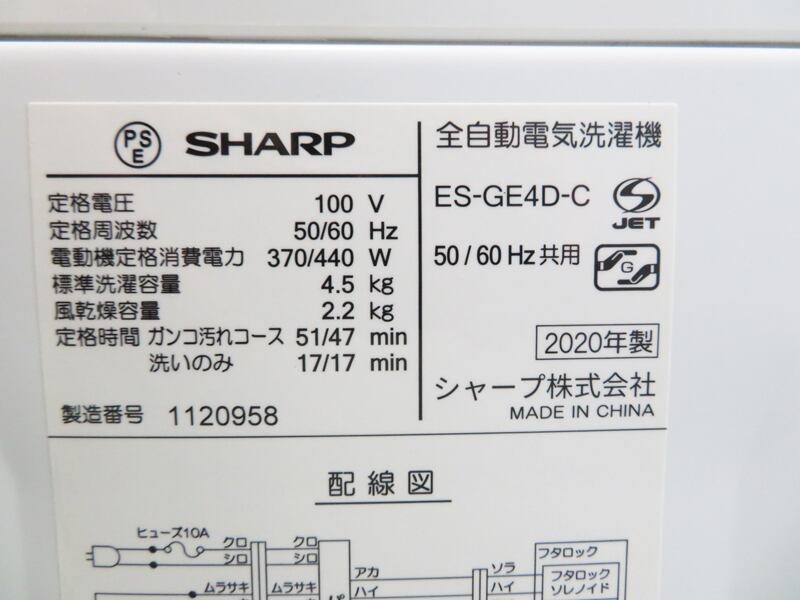 PS
E
SHARP
定格電圧 100 V
定格周波数 50/60 Hz
電動機定格消費電力 370/440 W
標準洗濯容量 4.5 kg
風乾燥容量 2.2 kg
定格時間 ガンコ汚れコース 51/47 min
洗いのみ 17/17 min
製造番号 1120958
全自動電気洗濯機
ES-GE4D-C
JET
50/60 Hz 共用
G
2020年製
シャープ株式会社
MADE IN CHINA
配線図
ヒューズ10A
クロ クロ
シロ シロ
ムラサキ ムラサキ
アカ ソラ
ハイ ハイ
フタロック
フタロック
ソレノイド